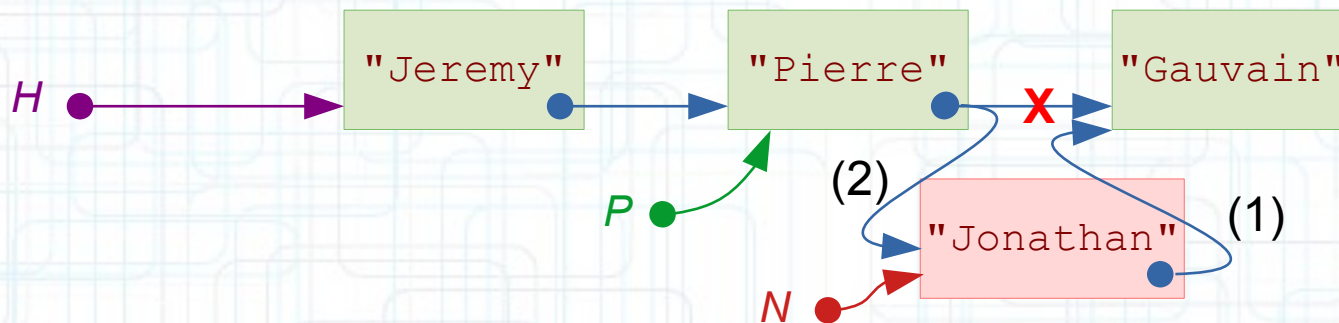 H
"Jeremy"
"Pierre"
X
"Gauvain"
P
(2)
"Jonathan"
(1)
N